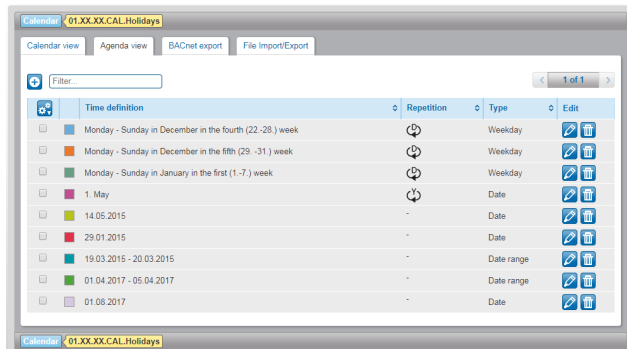 Calendar 01.XX.XX.CAL.Holidays
Calendar view Agenda view BACnet export File Import/Export
Filter... 1 of 1
Time definition Repetition Type Edit
Monday - Sunday in December in the fourth (22.-28.) week D Weekday
Monday - Sunday in December in the fifth (29. -31.) week D Weekday
Monday - Sunday in January in the first (1.-7.) week D Weekday
1. May Y Date
14.05.2015 - Date
29.01.2015 - Date
19.03.2015 - 20.03.2015 - Date range
01.04.2017 - 05.04.2017 - Date range
01.08.2017 - Date
Calendar 01.XX.XX.CAL.Holidays